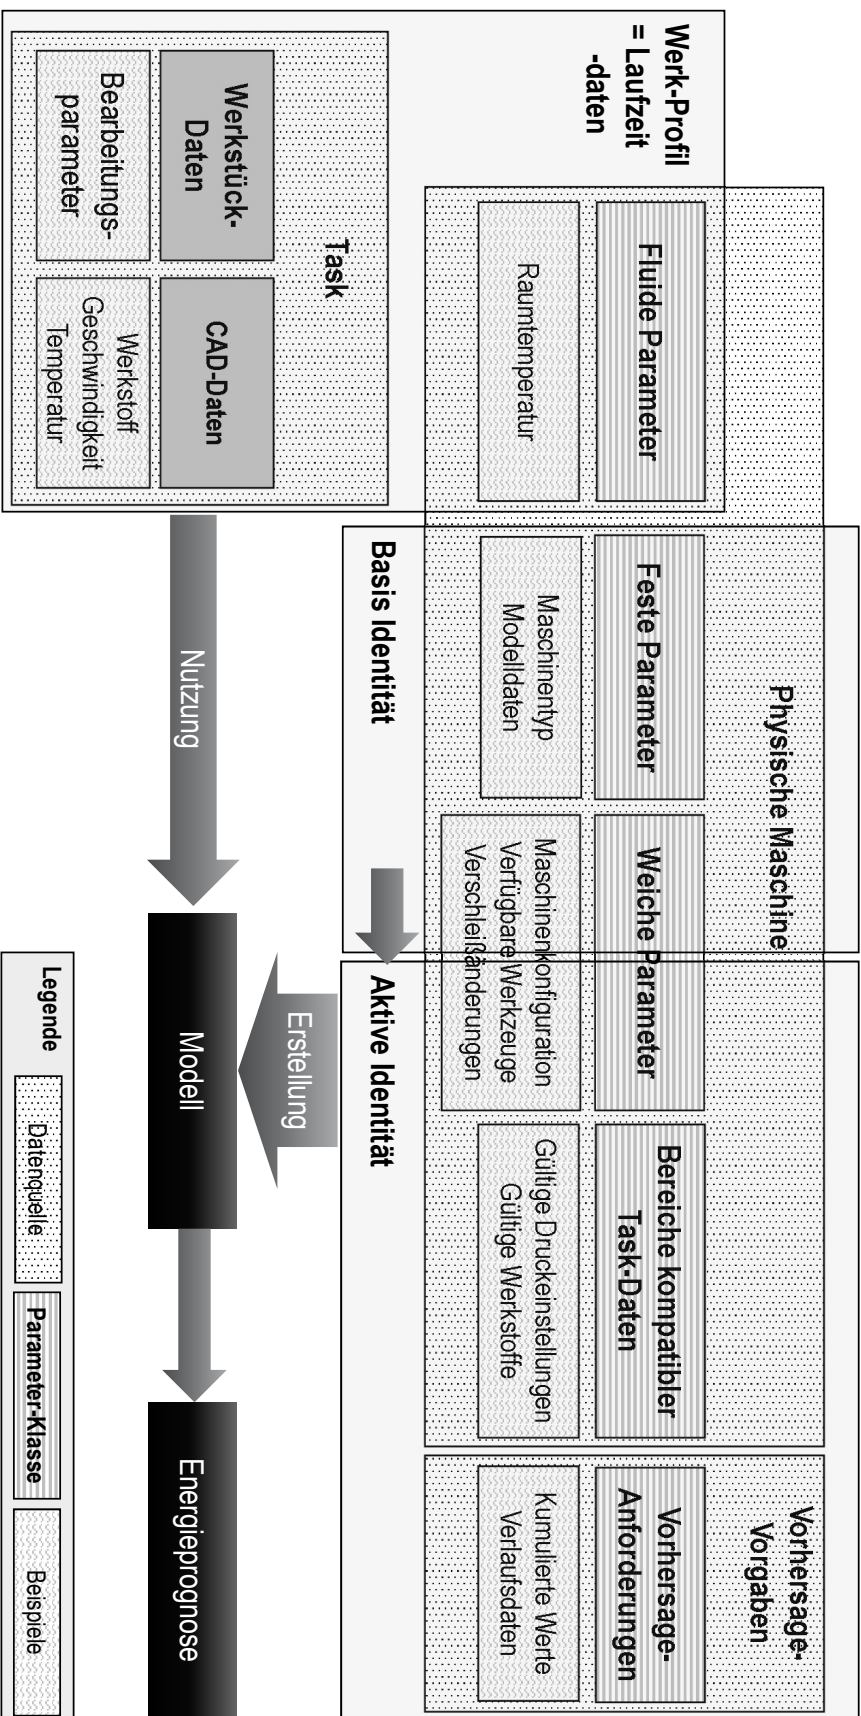 Werk-Profil
= Laufzeit
-daten
Physische Maschine
Vorhersage-
Vorgaben
Fluide Parameter
Raumtemperatur
Feste Parameter
Maschinentyp
Modelldaten
Weiche Parameter
Maschinenkonfiguration
Verfügbare Werkzeuge
Verschleißänderungen
Bereiche kompatibler
Task-Daten
Gültige Druckeinstellungen
Gültige Werkstoffe
Vorhersage-
Anforderungen
Kumulierte Werte
Verlaufsdaten
Basis Identität
Aktive Identität
Task
Werkstück-
Daten
CAD-Daten
Bearbeitungs-
parameter
Werkstoff
Geschwindigkeit
Temperatur
Erstellung
Nutzung
Modell
Energieprognose
Legende
Datenquelle
Parameter-Klasse
Beispiele